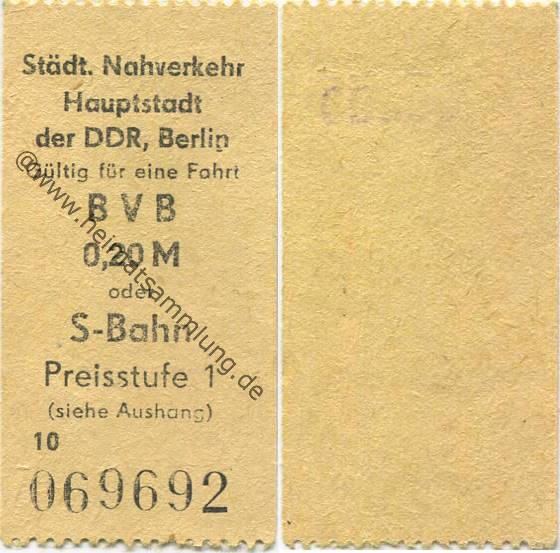 Städt. Nahverkehr
Hauptstadt
der DDR, Berlin
Gültig für eine Fahrt
B V B
0,20 M
oder
S-Bahn
Preisstufe 1
(siehe Aushang)
10
069692
©www.heimatsammlung.de